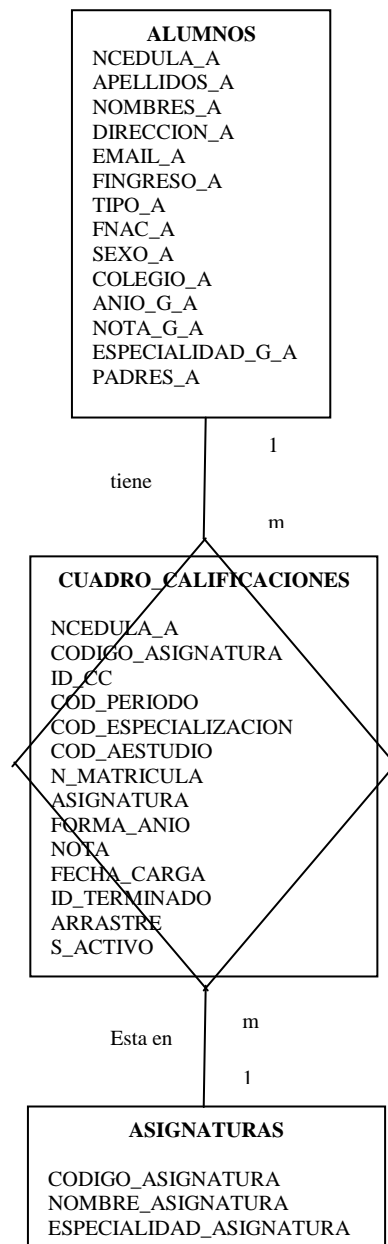 ALUMNOS
NCEDULA_A
APELLIDOS_A
NOMBRES_A
DIRECCION_A
EMAIL_A
FINGRESO_A
TIPO_A
FNAC_A
SEXO_A
COLEGIO_A
ANIO_G_A
NOTA_G_A
ESPECIALIDAD_G_A
PADRES_A
1
tiene
m
CUADRO_CALIFICACIONES
NCEDULA_A
CODIGO_ASIGNATURA
ID_CC
COD_PERIODO
COD_ESPECIALIZACION
COD_AESTUDIO
N_MATRICULA
ASIGNATURA
FORMA_ANIO
NOTA
FECHA_CARGA
ID_TERMINADO
ARRASTRE
S_ACTIVO
m
Esta en
1
ASIGNATURAS
CODIGO_ASIGNATURA
NOMBRE_ASIGNATURA
ESPECIALIDAD_ASIGNATURA